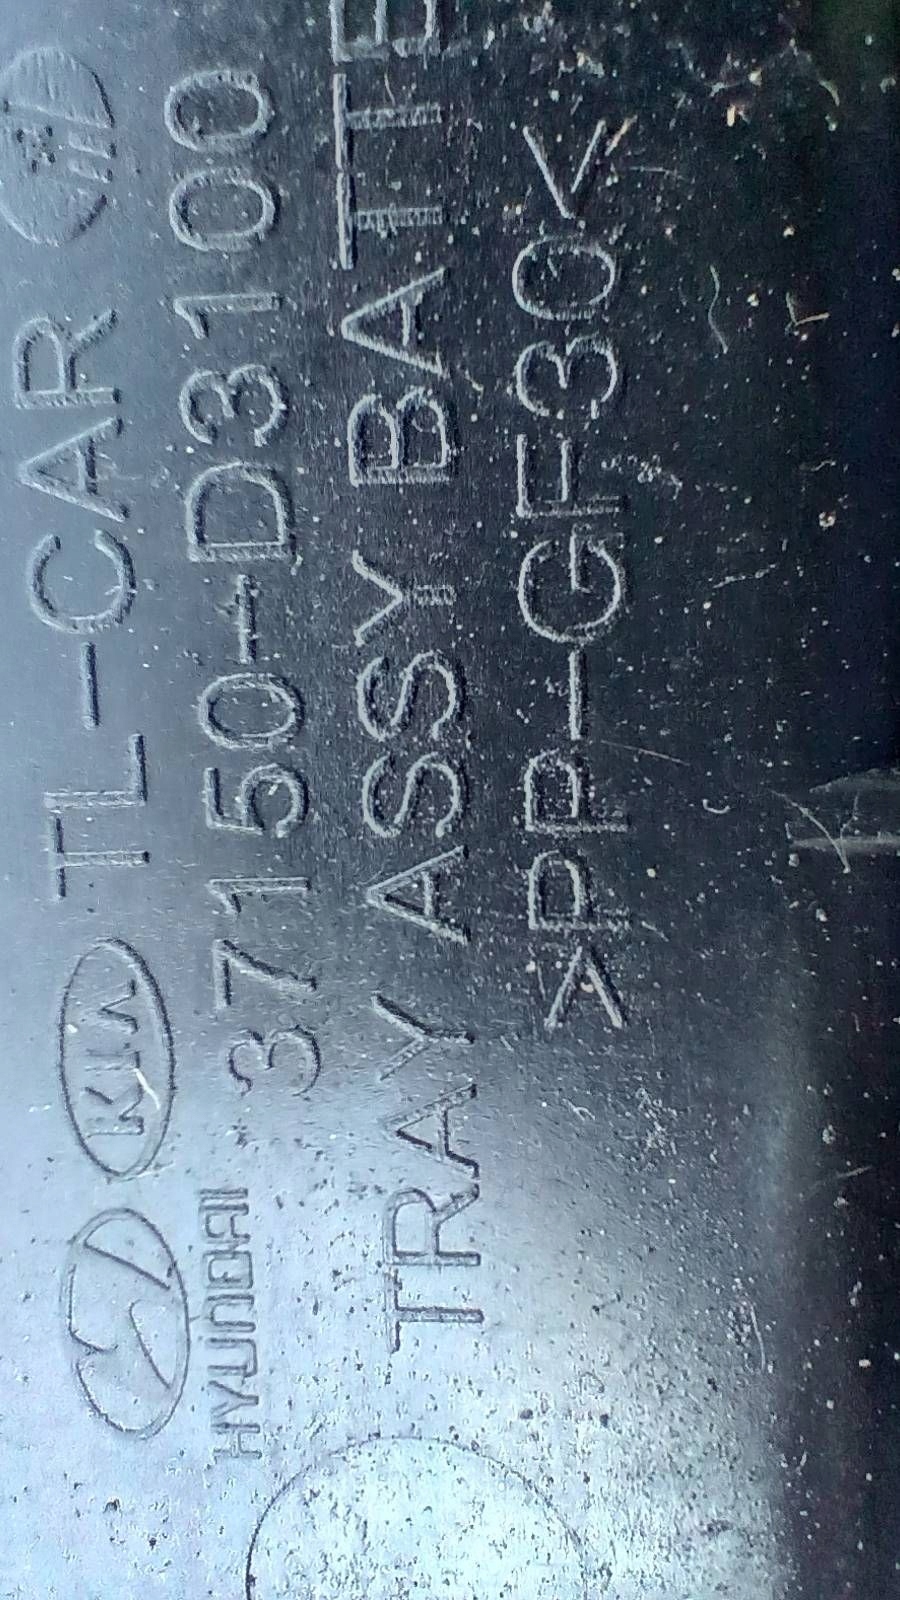 KIA TL-CAR
HYUNDAI 37150-D3100
TRAY ASSY BATTE
>PP-GF30<